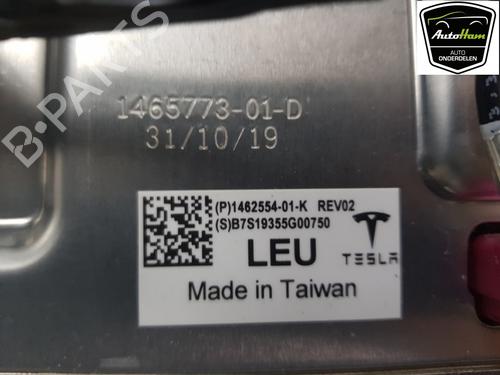 AutoHam
AUTO
ONDERDELEN
B-PARTS
1465773-01-D
31/10/19
(P)1462554-01-K REV02
(S)B7S19355G00750
LEU
TESLA
Made in Taiwan